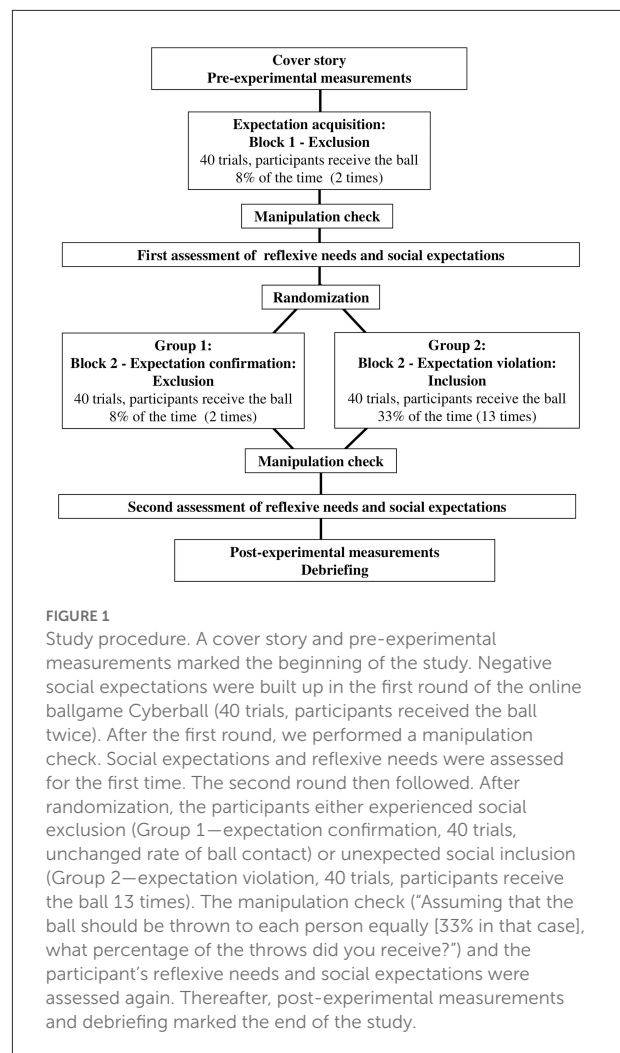 Cover story
Pre-experimental measurements
Expectation acquisition:
Block 1 - Exclusion
40 trials, participants receive the ball
8% of the time (2 times)
Manipulation check
First assessment of reflexive needs and social expectations
Randomization
Group 1:
Block 2 - Expectation confirmation:
Exclusion
40 trials, participants receive the ball
8% of the time (2 times)
Group 2:
Block 2 - Expectation violation:
Inclusion
40 trials, participants receive the ball
33% of the time (13 times)
Manipulation check
Second assessment of reflexive needs and social expectations
Post-experimental measurements
Debriefing
FIGURE 1
Study procedure. A cover story and pre-experimental
measurements marked the beginning of the study. Negative
social expectations were built up in the first round of the online
ballgame Cyberball (40 trials, participants received the ball
twice). After the first round, we performed a manipulation
check. Social expectations and reflexive needs were assessed
for the first time. The second round then followed. After
randomization, the participants either experienced social
exclusion (Group 1—expectation confirmation, 40 trials,
unchanged rate of ball contact) or unexpected social inclusion
(Group 2—expectation violation, 40 trials, participants receive
the ball 13 times). The manipulation check (“Assuming that the
ball should be thrown to each person equally [33% in that case],
what percentage of the throws did you receive?”) and the
participant’s reflexive needs and social expectations were
assessed again. Thereafter, post-experimental measurements
and debriefing marked the end of the study.